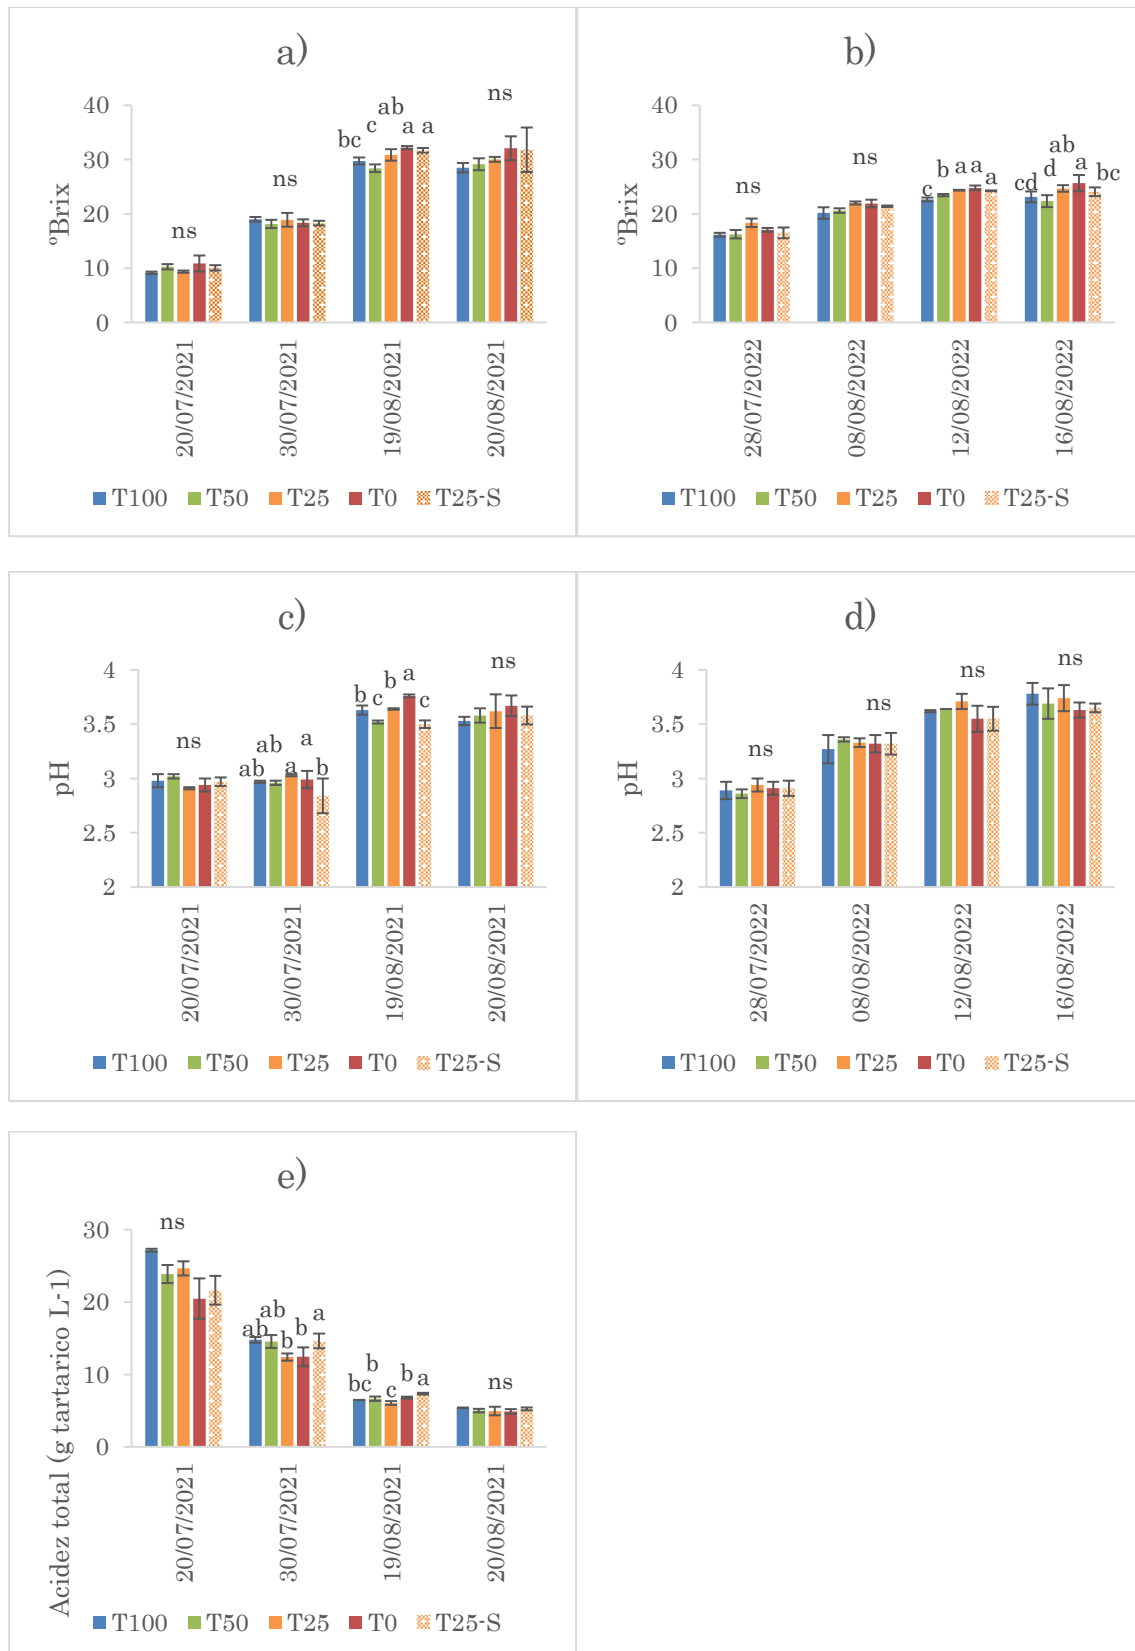 a)
ºBrix
40
30
20
10
0
ns
ns
bc c ab a a
ns
20/07/2021
30/07/2021
19/08/2021
20/08/2021
T100 T50 T25 T0 T25-S
b)
ºBrix
40
30
20
10
0
ns
ns
c b a a a
cd d ab a bc
28/07/2022
08/08/2022
12/08/2022
16/08/2022
T100 T50 T25 T0 T25-S
c)
pH
4
3.5
3
2.5
2
ns
ab ab a a b
b c b a c
ns
20/07/2021
30/07/2021
19/08/2021
20/08/2021
T100 T50 T25 T0 T25-S
d)
pH
4
3.5
3
2.5
2
ns
ns
ns
ns
28/07/2022
08/08/2022
12/08/2022
16/08/2022
T100 T50 T25 T0 T25-S
e)
Acidez total (g tartarico L-1)
30
20
10
0
ns
ab ab b b a
bc b c b a
ns
20/07/2021
30/07/2021
19/08/2021
20/08/2021
T100 T50 T25 T0 T25-S